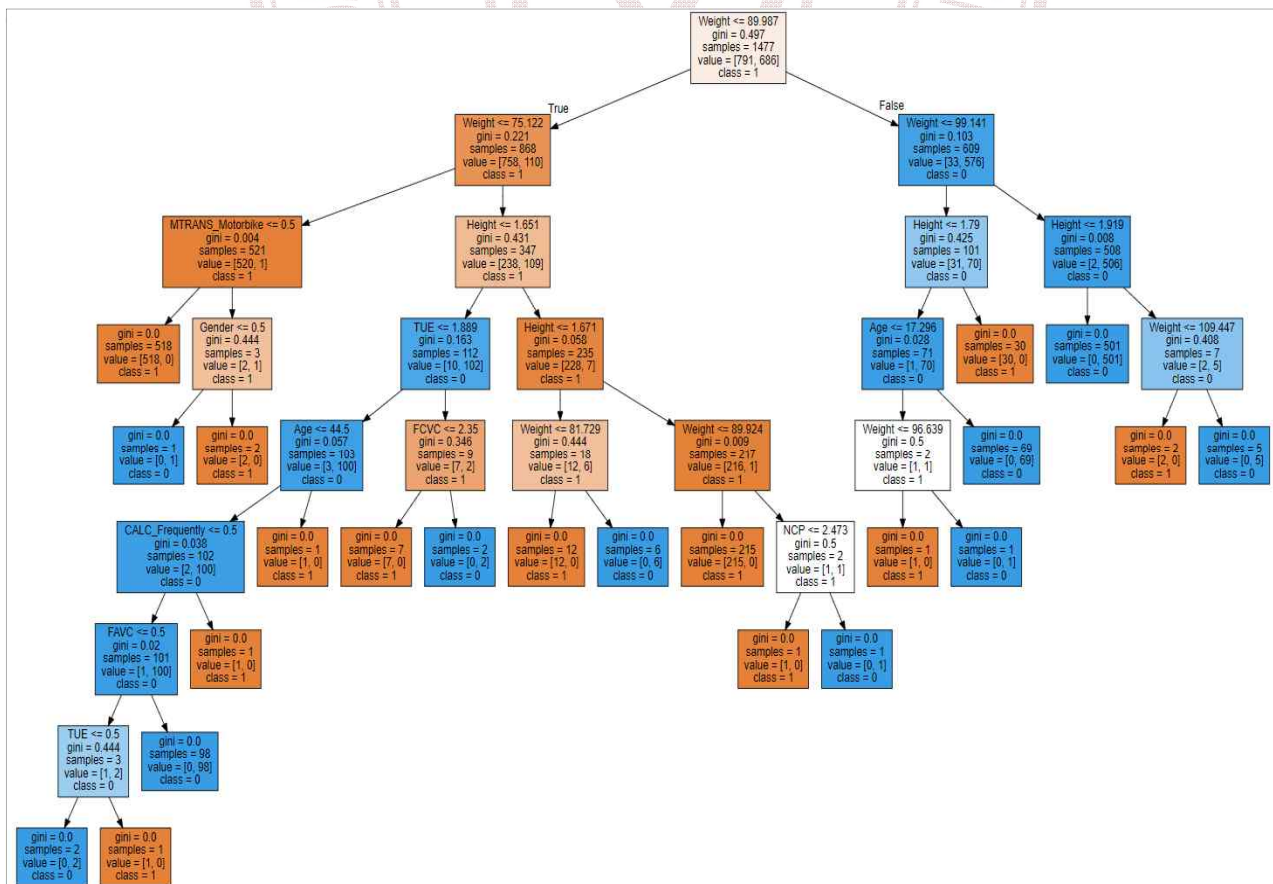 Weight <= 89.987
gini = 0.497
samples = 1477
value = [791, 686]
class = 1
True
False
Weight <= 75.122
gini = 0.221
samples = 868
value = [758, 110]
class = 1
Weight <= 99.141
gini = 0.103
samples = 609
value = [33, 576]
class = 0
MTRANS_Motorbike <= 0.5
gini = 0.004
samples = 521
value = [520, 1]
class = 1
Height <= 1.651
gini = 0.431
samples = 347
value = [238, 109]
class = 1
Height <= 1.79
gini = 0.425
samples = 101
value = [31, 70]
class = 0
Height <= 1.919
gini = 0.008
samples = 508
value = [2, 506]
class = 0
gini = 0.0
samples = 518
value = [518, 0]
class = 1
Gender <= 0.5
gini = 0.444
samples = 3
value = [2, 1]
class = 1
TUE <= 1.889
gini = 0.163
samples = 112
value = [10, 102]
class = 0
Height <= 1.671
gini = 0.058
samples = 235
value = [228, 7]
class = 1
Age <= 17.296
gini = 0.028
samples = 71
value = [1, 70]
class = 0
gini = 0.0
samples = 30
value = [30, 0]
class = 1
gini = 0.0
samples = 501
value = [0, 501]
class = 0
Weight <= 109.447
gini = 0.408
samples = 7
value = [2, 5]
class = 0
gini = 0.0
samples = 1
value = [0, 1]
class = 0
gini = 0.0
samples = 2
value = [2, 0]
class = 1
Age <= 44.5
gini = 0.057
samples = 103
value = [3, 100]
class = 0
FCVC <= 2.35
gini = 0.346
samples = 9
value = [7, 2]
class = 1
Weight <= 81.729
gini = 0.444
samples = 18
value = [12, 6]
class = 1
Weight <= 89.924
gini = 0.009
samples = 217
value = [216, 1]
class = 1
Weight <= 96.639
gini = 0.5
samples = 2
value = [1, 1]
class = 1
gini = 0.0
samples = 69
value = [0, 69]
class = 0
gini = 0.0
samples = 2
value = [2, 0]
class = 1
gini = 0.0
samples = 5
value = [0, 5]
class = 0
CALC_Frequently <= 0.5
gini = 0.038
samples = 102
value = [2, 100]
class = 0
gini = 0.0
samples = 1
value = [1, 0]
class = 1
gini = 0.0
samples = 7
value = [7, 0]
class = 1
gini = 0.0
samples = 2
value = [0, 2]
class = 0
gini = 0.0
samples = 12
value = [12, 0]
class = 1
gini = 0.0
samples = 6
value = [0, 6]
class = 0
gini = 0.0
samples = 215
value = [215, 0]
class = 1
NCP <= 2.473
gini = 0.5
samples = 2
value = [1, 1]
class = 1
gini = 0.0
samples = 1
value = [1, 0]
class = 1
gini = 0.0
samples = 1
value = [0, 1]
class = 0
FAVC <= 0.5
gini = 0.02
samples = 101
value = [1, 100]
class = 0
gini = 0.0
samples = 1
value = [1, 0]
class = 1
gini = 0.0
samples = 1
value = [1, 0]
class = 1
gini = 0.0
samples = 1
value = [0, 1]
class = 0
TUE <= 0.5
gini = 0.444
samples = 3
value = [1, 2]
class = 0
gini = 0.0
samples = 98
value = [0, 98]
class = 0
gini = 0.0
samples = 2
value = [0, 2]
class = 0
gini = 0.0
samples = 1
value = [1, 0]
class = 1